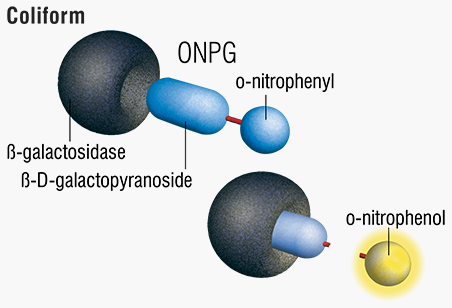 Coliform
ONPG
o-nitrophenyl
ß-galactosidase
ß-D-galactopyranoside
o-nitrophenol